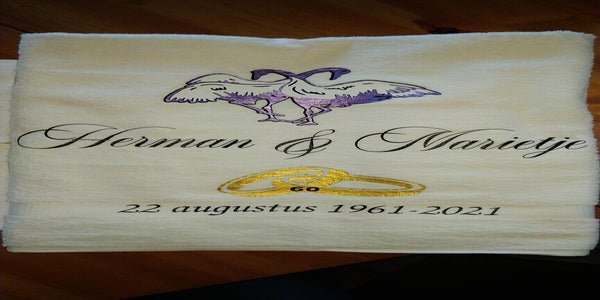 Herman & Marietje
60
22 augustus 1961-2021